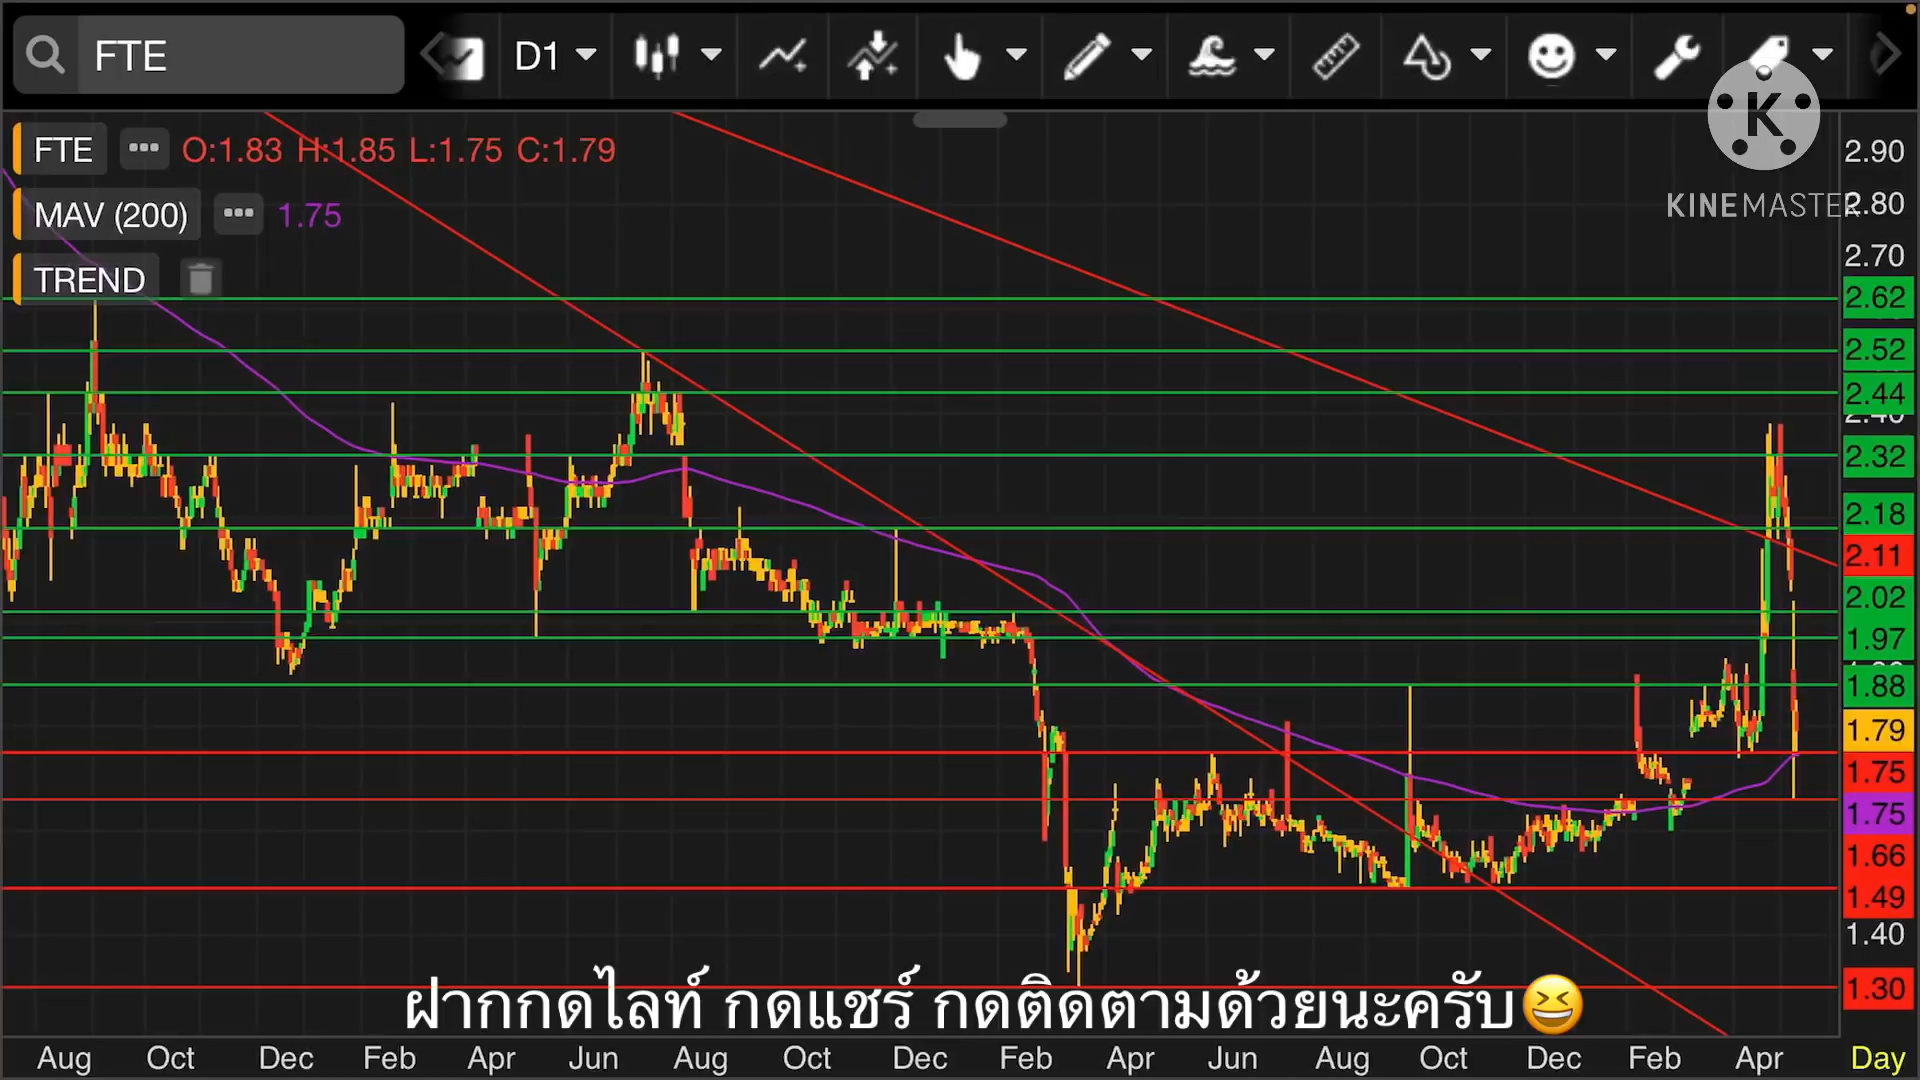 FTE
D1
FTE ••• O:1.83 H:1.85 L:1.75 C:1.79
MAV (200) ••• 1.75
TREND
K
KINEMASTER
2.90
2.80
2.70
2.62
2.52
2.44
2.40
2.32
2.18
2.11
2.02
1.97
1.88
1.79
1.75
1.75
1.66
1.49
1.40
1.30
ฝากกดไลท์ กดแชร์ กดติดตามด้วยนะครับ😆
Aug Oct Dec Feb Apr Jun Aug Oct Dec Feb Apr Jun Aug Oct Dec Feb Apr Day